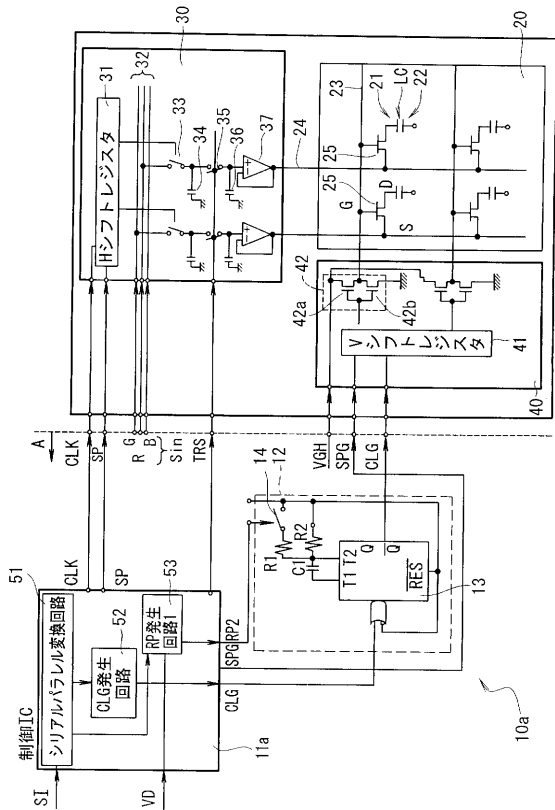 制御IC
51
SI
シリアルパラレル変換回路
52
CLG発生
回路
53
RP発生
回路1
VD
11a
CLK
SP
TRS
RP2
SPG
CLG
A
CLK
SP
R
G
B
Sin
TRS
VGH
SPG
CLG
12
14
R1
R2
C1
T1 T2
Q
Q
RES
13
10a
30
31
Hシフトレジスタ
32
33
34
35
36
37
20
21
LC
22
23
24
25
25
G
D
S
42
42a
42b
Vシフトレジスタ
41
40